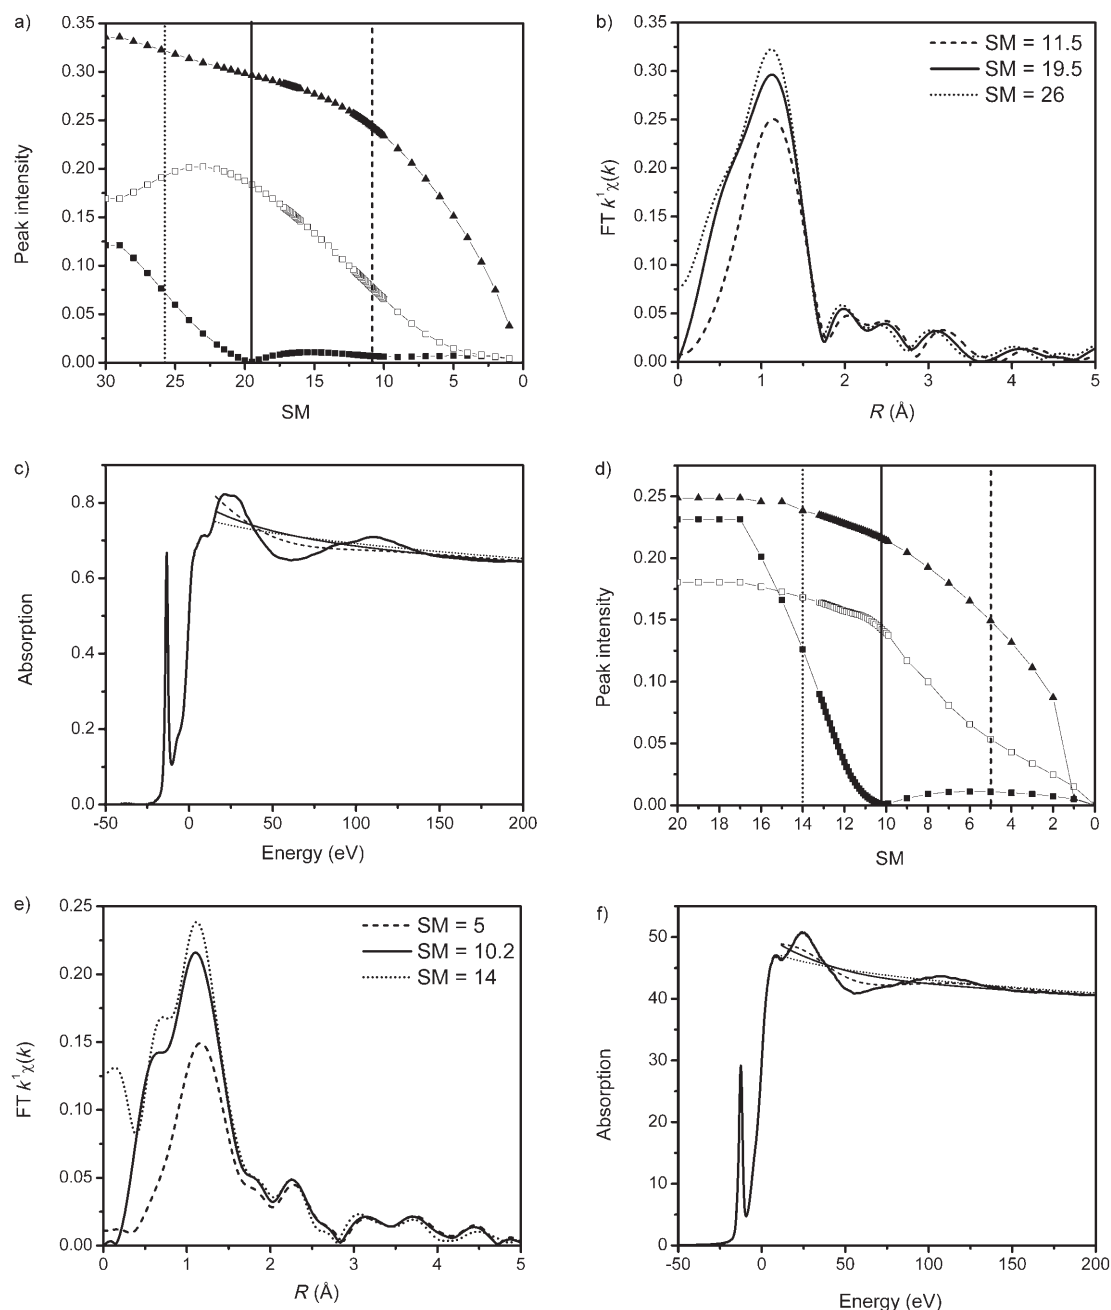 a)
0.35
0.30
0.25
0.20
0.15
0.10
0.05
0.00
Peak intensity
30 25 20 15 10 5 0
SM
b)
0.35
0.30
0.25
0.20
0.15
0.10
0.05
0.00
FT k¹χ(k)
SM = 11.5
SM = 19.5
SM = 26
0 1 2 3 4 5
R (Å)
c)
0.8
0.6
0.4
0.2
0.0
Absorption
-50 0 50 100 150 200
Energy (eV)
d)
0.25
0.20
0.15
0.10
0.05
0.00
Peak intensity
20 18 16 14 12 10 8 6 4 2 0
SM
e)
0.25
0.20
0.15
0.10
0.05
0.00
FT k¹χ(k)
SM = 5
SM = 10.2
SM = 14
0 1 2 3 4 5
R (Å)
f)
50
40
30
20
10
0
Absorption
-50 0 50 100 150 200
Energy (eV)